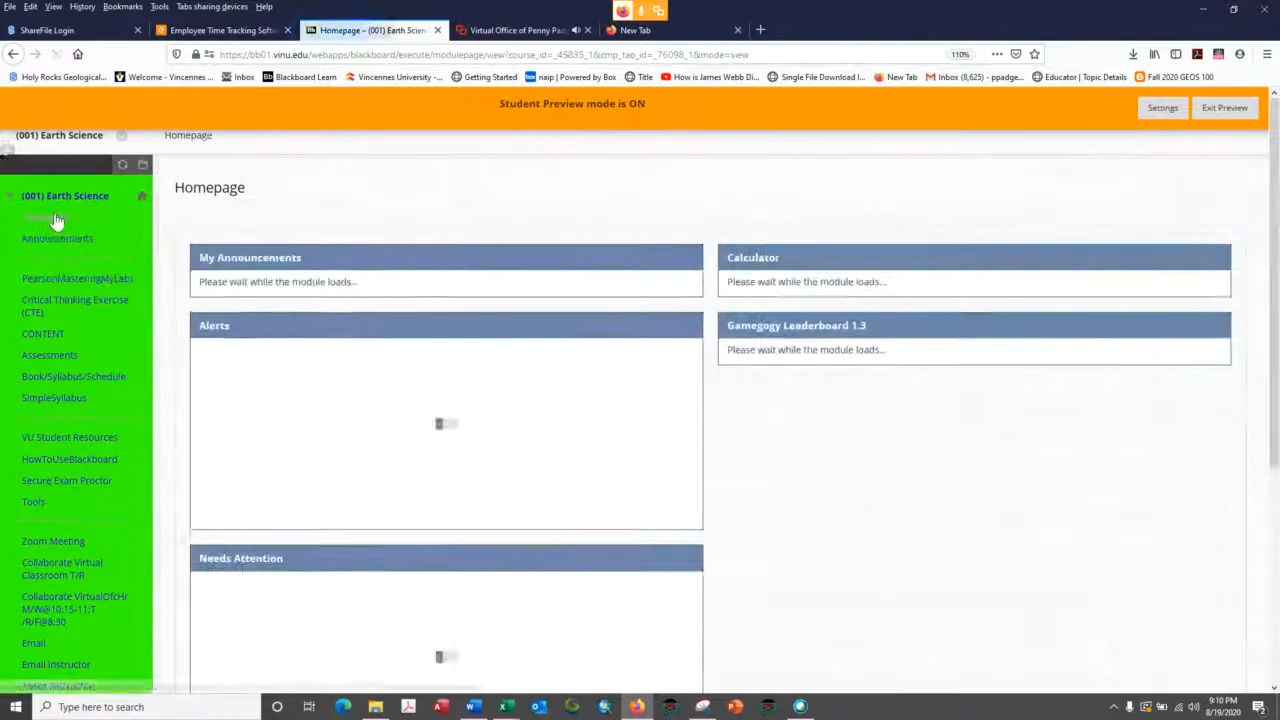 File Edit View History Bookmarks Tools Tabs sharing devices Help
ShareFile Login
Employee Time Tracking Softw
Homepage – (001) Earth Scien
Virtual Office of Penny Pad
New Tab
https://bb01.vinu.edu/webapps/blackboard/execute/modulepage/view?course_id=_45835_1&cmp_tab_id=_76098_1&mode=view
110%
Holy Rocks Geological...
Welcome - Vincennes ...
Inbox
Blackboard Learn
Vincennes University...
Getting Started
naip | Powered by Box
Title
How is James Webb Di...
Single File Download I...
New Tab
Inbox (8,625) - ppadge...
Educator | Topic Details
Fall 2020 GEOS 100
Student Preview mode is ON
Settings
Exit Preview
(001) Earth Science
Homepage
(001) Earth Science
Announcements
PearsonMasteringMyLabs
Critical Thinking Exercise
(CTE)
CONTENT
Assessments
Book/Syllabus/Schedule
SimpleSyllabus
VU Student Resources
HowToUseBlackboard
Secure Exam Proctor
Tools
Zoom Meeting
Collaborate Virtual
Classroom T/R
Collaborate VirtualOfcHr
M/W@10:15-11:T
/R/F@8:30
Email
Email Instructor
Homepage
My Announcements
Please wait while the module loads...
Alerts
Needs Attention
Calculator
Please wait while the module loads...
Gamegogy Leaderboard 1.3
Please wait while the module loads...
Type here to search
9:10 PM
8/19/2020